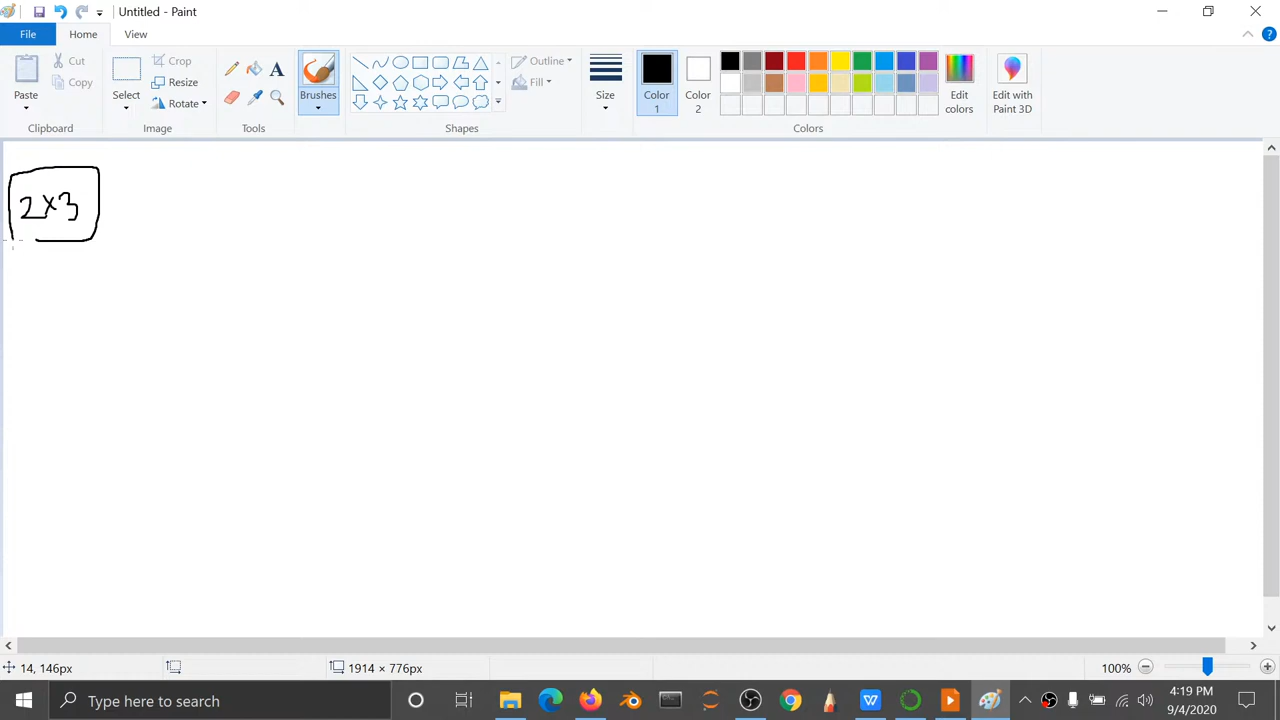 Untitled - Paint
File Home View
Paste
Cut
Copy
Clipboard
Select
Crop
Resize
Rotate
Image
A
Tools
Brushes
Shapes
Outline
Fill
Size
Color 1
Color 2
Edit colors
Colors
Edit with Paint 3D
2x3
14, 146px
1914 × 776px
100%
Type here to search
4:19 PM
9/4/2020